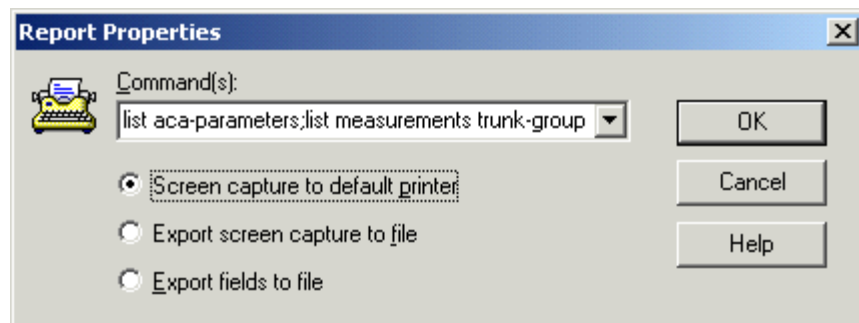 Report Properties
Command(s):
list aca-parameters;list measurements trunk-group
OK
Screen capture to default printer
Cancel
Export screen capture to file
Help
Export fields to file